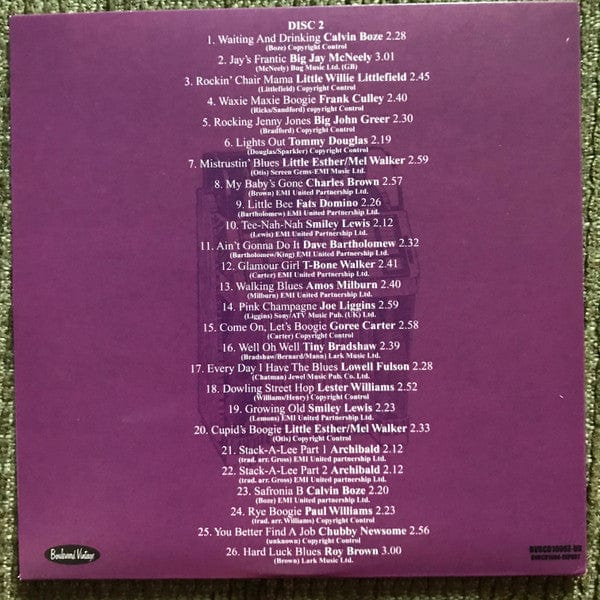 DISC 2
1. Waiting And Drinking Calvin Boze 2.28
(Boze) Copyright Control
2. Jay's Frantic Big Jay McNeely 3.01
(McNeely) Bug Music Ltd. (GB)
3. Rockin' Chair Mama Little Willie Littlefield 2.45
(Littlefield) Copyright Control
4. Waxie Maxie Boogie Frank Culley 2.40
(Ricks/Sandford) copyright Control
5. Rocking Jenny Jones Big John Greer 2.30
(Bradford) Copyright Control
6. Lights Out Tommy Douglas 2.19
(Douglas/Sparkler) Copyright Control
7. Mistrustin' Blues Little Esther/Mel Walker 2.59
(Otis) Screen Gems-EMI Music Ltd.
8. My Baby's Gone Charles Brown 2.57
(Brown) EMI United Partnership Ltd.
9. Little Bee Fats Domino 2.26
(Bartholomew) EMI United Partnership Ltd.
10. Tee-Nah-Nah Smiley Lewis 2.12
(Lewis) EMI United Partnership Ltd.
11. Ain't Gonna Do It Dave Bartholomew 2.32
(Bartholomew/King) EMI United Partnership Ltd.
12. Glamour Girl T-Bone Walker 2.41
(Carter) EMI United Partnership Ltd.
13. Walking Blues Amos Milburn 2.40
(Milburn) EMI United Partnership Ltd.
14. Pink Champagne Joe Liggins 2.59
(Liggins) Sony/ATV Music Pub. (UK) Ltd.
15. Come On, Let's Boogie Goree Carter 2.58
(Carter) Copyright Control
16. Well Oh Well Tiny Bradshaw 2.39
(Bradshaw/Bernard/Mann) Lark Music Ltd.
17. Every Day I Have The Blues Lowell Fulson 2.28
(Chatman) Jewel Music Pub. Co. Ltd.
18. Dowling Street Hop Lester Williams 2.52
(Williams/Henry) Copyright Control
19. Growing Old Smiley Lewis 2.23
(Lemons) EMI United Partnership Ltd.
20. Cupid's Boogie Little Esther/Mel Walker 2.33
(Otis) Copyright Control
21. Stack-A-Lee Part 1 Archibald 2.12
(trad. arr. Gross) EMI United partnership Ltd.
22. Stack-A-Lee Part 2 Archibald 2.12
(trad. arr. Gross) EMI United partnership Ltd.
23. Safronia B Calvin Boze 2.20
(Boze) EMI United partnership Ltd.
24. Rye Boogie Paul Williams 2.23
(trad. arr. Williams) Copyright Control
25. You Better Find A Job Chubby Newsome 2.56
(unknown) Copyright Control
26. Hard Luck Blues Roy Brown 3.00
(Brown) Lark Music Ltd.
Boulevard Vintage